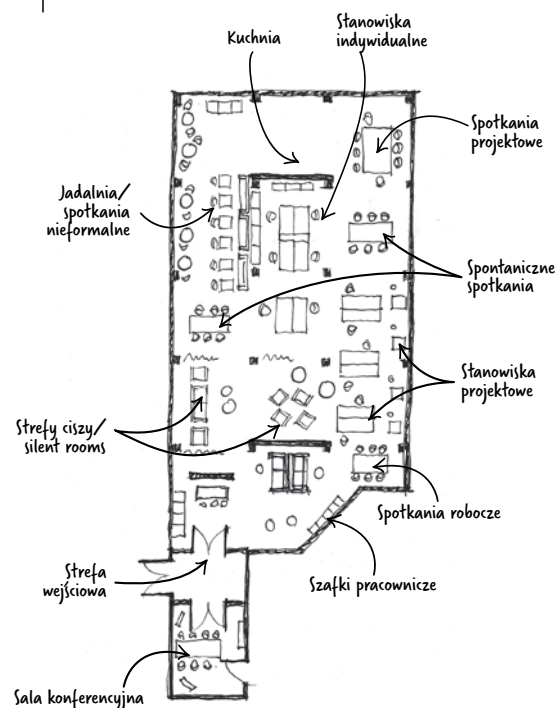 Kuchnia
Stanowiska
indywidualne
Spotkania
projektowe
Jadalnia/
spotkania
nieformalne
Spontaniczne
spotkania
Stanowiska
projektowe
Strefy ciszy/
silent rooms
Spotkania robocze
Strefa
wejściowa
Szafki pracownicze
Sala konferencyjna